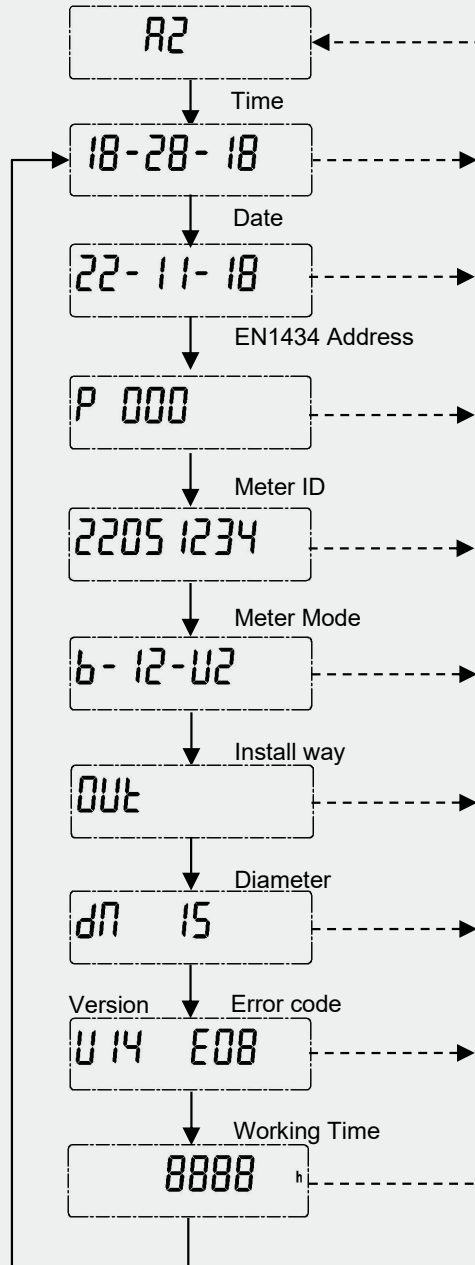 A2
Time
18-28-18
Date
22-11-18
EN1434 Address
P 000
Meter ID
22051234
Meter Mode
b-12-U2
Install way
OUt
Diameter
dn 15
Version Error code
U14 E08
Working Time
8888 h